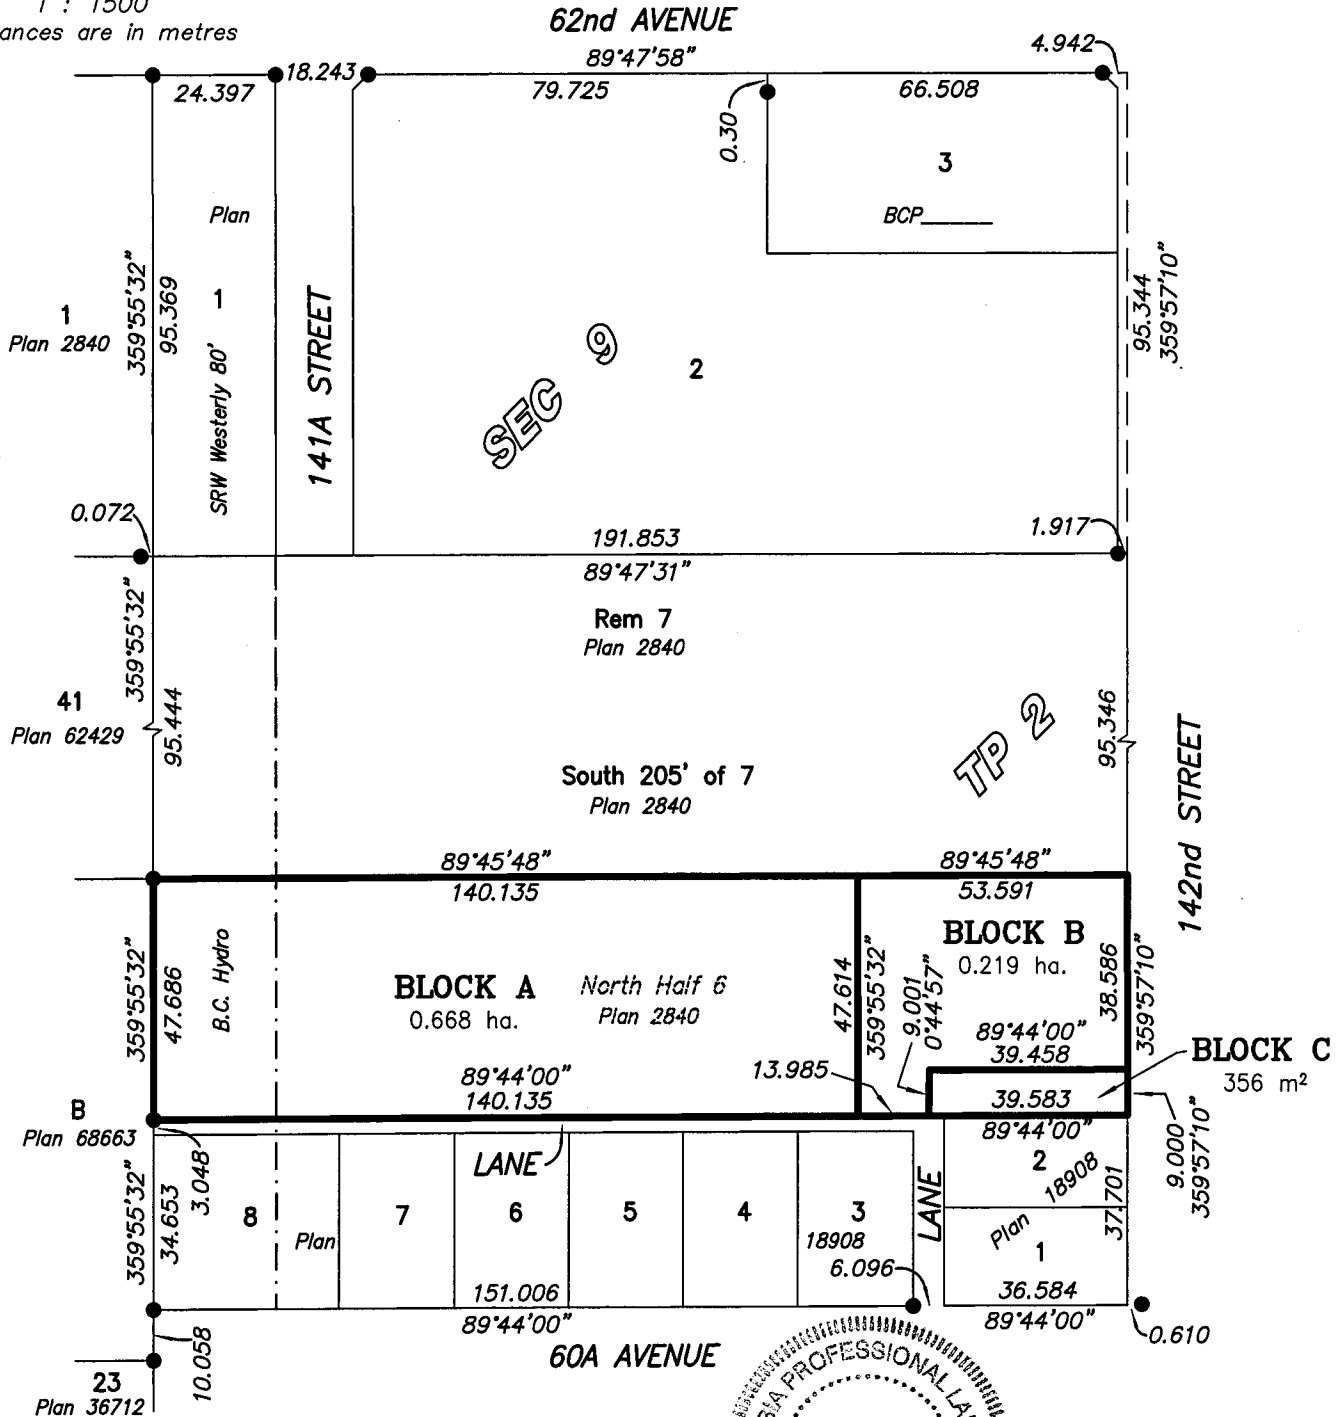 1 : 1500
ances are in metres
62nd AVENUE
89°47'58"
4.942
24.397
18.243
79.725
0.30
66.508
3
BCP______
Plan
1
SRW Westerly 80'
141A STREET
1
Plan 2840
359°55'32"
95.369
SEC 9
2
95.344
359°57'10"
0.072
191.853
89°47'31"
1.917
Rem 7
Plan 2840
359°55'32"
41
Plan 62429
95.444
TP 2
95.346
142nd STREET
South 205' of 7
Plan 2840
89°45'48"
140.135
89°45'48"
53.591
359°55'32"
47.686
B.C. Hydro
BLOCK A
0.668 ha.
North Half 6
Plan 2840
47.614
359°55'32"
BLOCK B
0.219 ha.
9.001
0°44'57"
38.586
359°57'10"
89°44'00"
39.458
BLOCK C
356 m²
89°44'00"
140.135
13.985
39.583
89°44'00"
9.000
359°57'10"
B
Plan 68663
3.048
359°55'32"
34.653
LANE
8
Plan
7
6
5
4
3
18908
LANE
2
Plan 18908
1
37.701
6.096
151.006
89°44'00"
36.584
89°44'00"
0.610
60A AVENUE
10.058
23
Plan 36712
BIA PROFESSIONAL LA